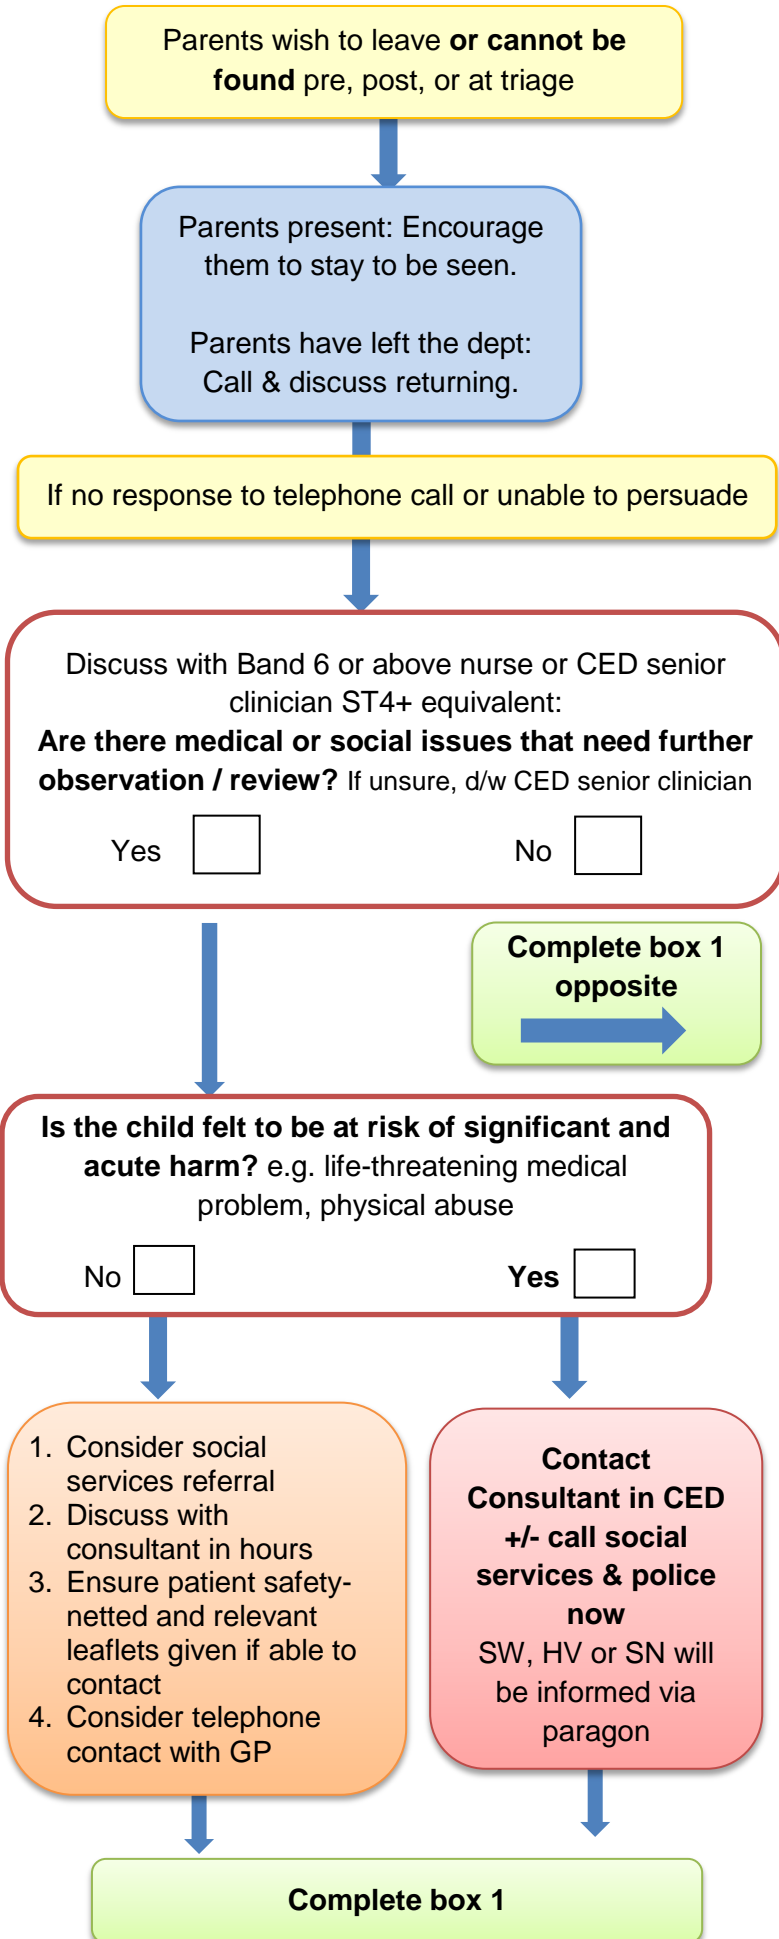 Parents wish to leave or cannot be
found pre, post, or at triage
Parents present: Encourage
them to stay to be seen.
Parents have left the dept:
Call & discuss returning.
If no response to telephone call or unable to persuade
Discuss with Band 6 or above nurse or CED senior
clinician ST4+ equivalent:
Are there medical or social issues that need further
observation / review? If unsure, d/w CED senior clinician
Yes No
Complete box 1
opposite
Is the child felt to be at risk of significant and
acute harm? e.g. life-threatening medical
problem, physical abuse
No Yes
1. Consider social
services referral
2. Discuss with
consultant in hours
3. Ensure patient safety-
netted and relevant
leaflets given if able to
contact
4. Consider telephone
contact with GP
Contact
Consultant in CED
+/- call social
services & police
now
SW, HV or SN will
be informed via
paragon
Complete box 1